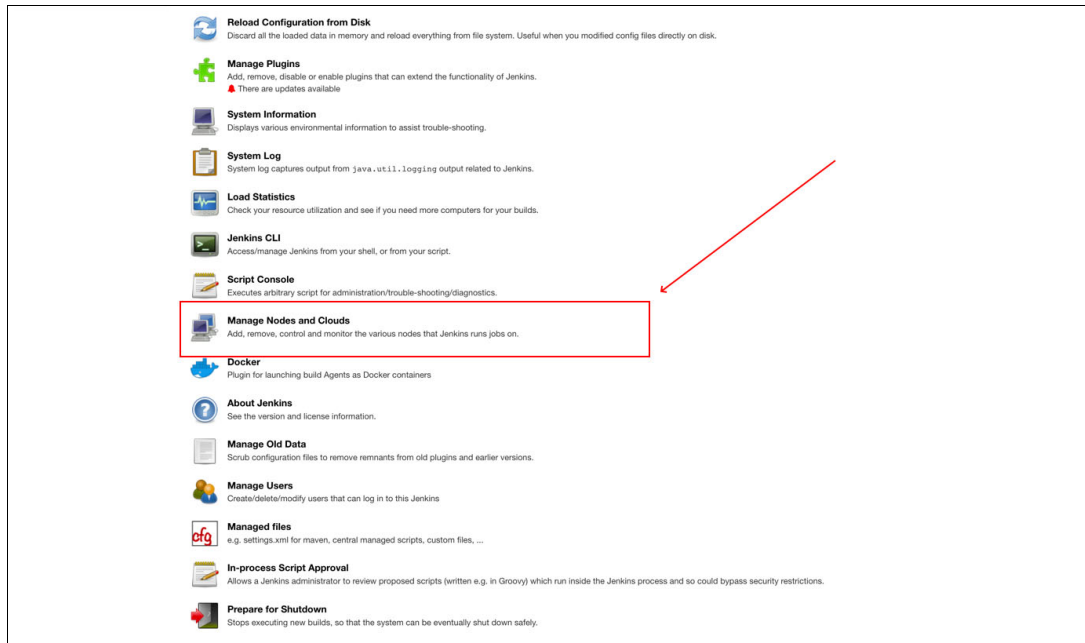 Reload Configuration from Disk
Discard all the loaded data in memory and reload everything from file system. Useful when you modified config files directly on disk.
Manage Plugins
Add, remove, disable or enable plugins that can extend the functionality of Jenkins.
There are updates available
System Information
Displays various environmental information to assist trouble-shooting.
System Log
System log captures output from java.util.logging output related to Jenkins.
Load Statistics
Check your resource utilization and see if you need more computers for your builds.
Jenkins CLI
Access/manage Jenkins from your shell, or from your script.
Script Console
Executes arbitrary script for administration/trouble-shooting/diagnostics.
Manage Nodes and Clouds
Add, remove, control and monitor the various nodes that Jenkins runs jobs on.
Docker
Plugin for launching build Agents as Docker containers
About Jenkins
See the version and license information.
Manage Old Data
Scrub configuration files to remove remnants from old plugins and earlier versions.
Manage Users
Create/delete/modify users that can log in to this Jenkins
cfg
Managed files
e.g. settings.xml for maven, central managed scripts, custom files, ...
In-process Script Approval
Allows a Jenkins administrator to review proposed scripts (written e.g. in Groovy) which run inside the Jenkins process and so could bypass security restrictions.
Prepare for Shutdown
Stops executing new builds, so that the system can be eventually shut down safely.